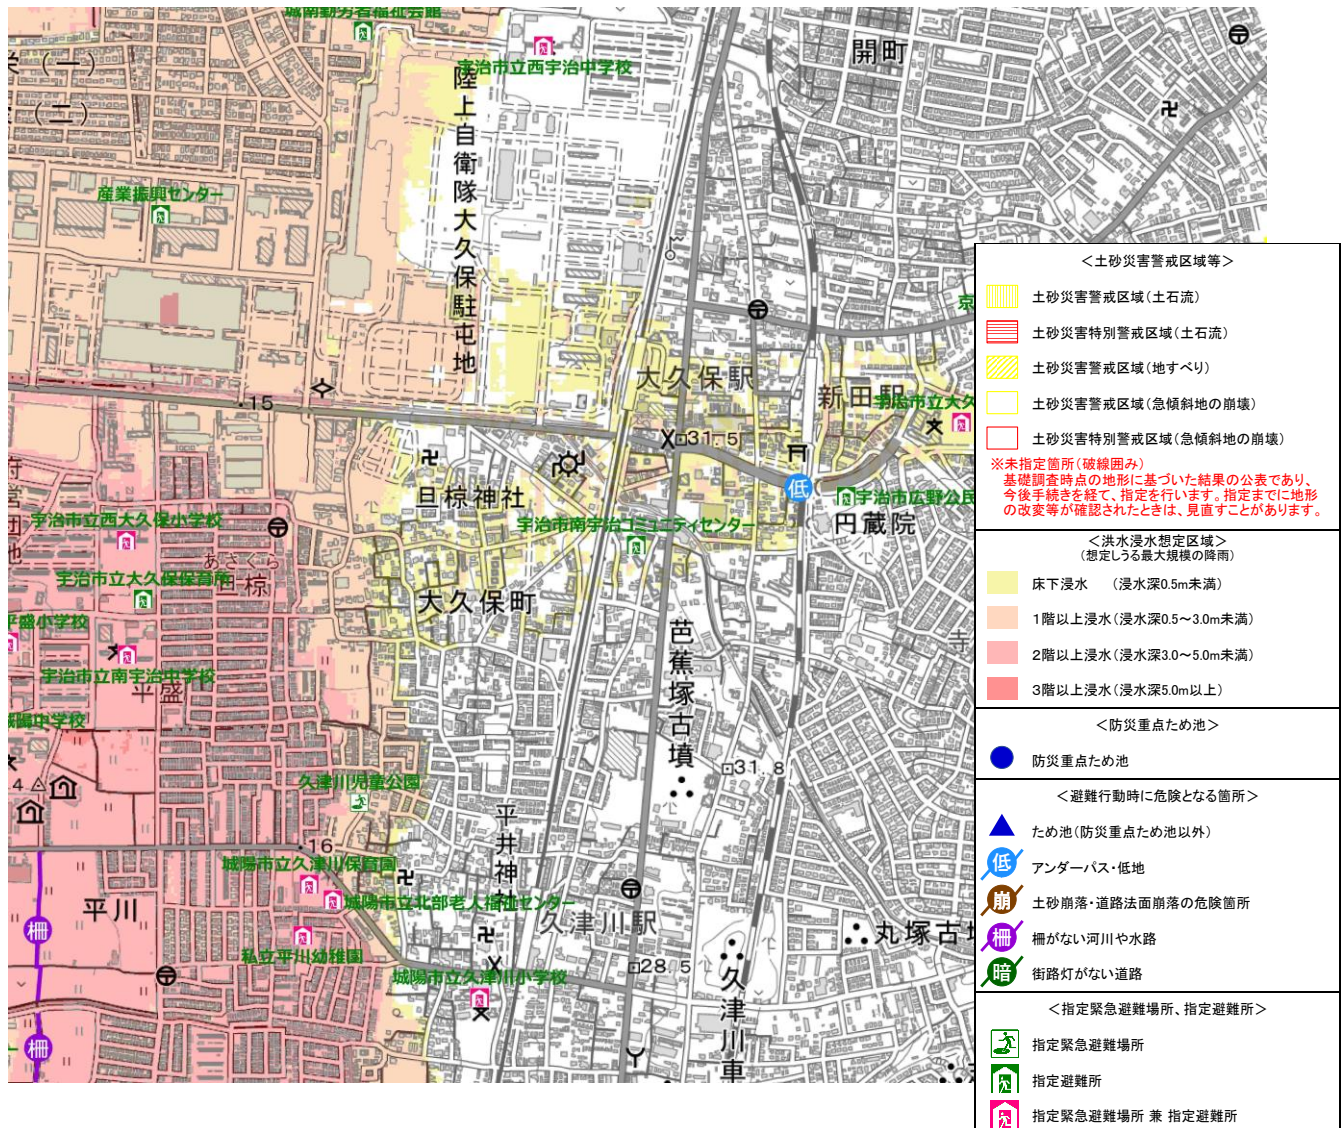 城南勤労者福祉会館
宇治市立西宇治中学校
開町
(一)
(二)
陸上自衛隊大久保駐屯地
産業振興センター
京
大久保駅
新田駅
宇治市立大久
・15
31.5
低
旦椋神社
宇治市広野公民
円蔵院
宇治市南宇治コミュニティセンター
宇治市立西大久保小学校
あさくら
旦椋
宇治市立大久保保育所
大久保町
平盛小学校
芭蕉塚古墳
寺
宇治市立南宇治中学校
平盛
中学校
31.8
4
久津川児童公園
平井神社
・16
城陽市立久津川保育園
城陽市立北部老人福祉センター
平川
柵
久津川駅
丸塚古
私立平川幼稚園
城陽市立久津川小学校
28.5
久津川車
柵
<土砂災害警戒区域等>
土砂災害警戒区域(土石流)
土砂災害特別警戒区域(土石流)
土砂災害警戒区域(地すべり)
土砂災害警戒区域(急傾斜地の崩壊)
土砂災害特別警戒区域(急傾斜地の崩壊)
※未指定箇所(破線囲み)
基礎調査時点の地形に基づいた結果の公表であり、
今後手続きを経て、指定を行います。指定までに地形
の改変等が確認されたときは、見直すことがあります。
<洪水浸水想定区域>
(想定しうる最大規模の降雨)
床下浸水 (浸水深0.5m未満)
1階以上浸水(浸水深0.5~3.0m未満)
2階以上浸水(浸水深3.0~5.0m未満)
3階以上浸水(浸水深5.0m以上)
<防災重点ため池>
防災重点ため池
<避難行動時に危険となる箇所>
ため池(防災重点ため池以外)
低 アンダーパス・低地
崩 土砂崩落・道路法面崩落の危険箇所
柵 柵がない河川や水路
暗 街路灯がない道路
<指定緊急避難場所、指定避難所>
指定緊急避難場所
指定避難所
指定緊急避難場所 兼 指定避難所